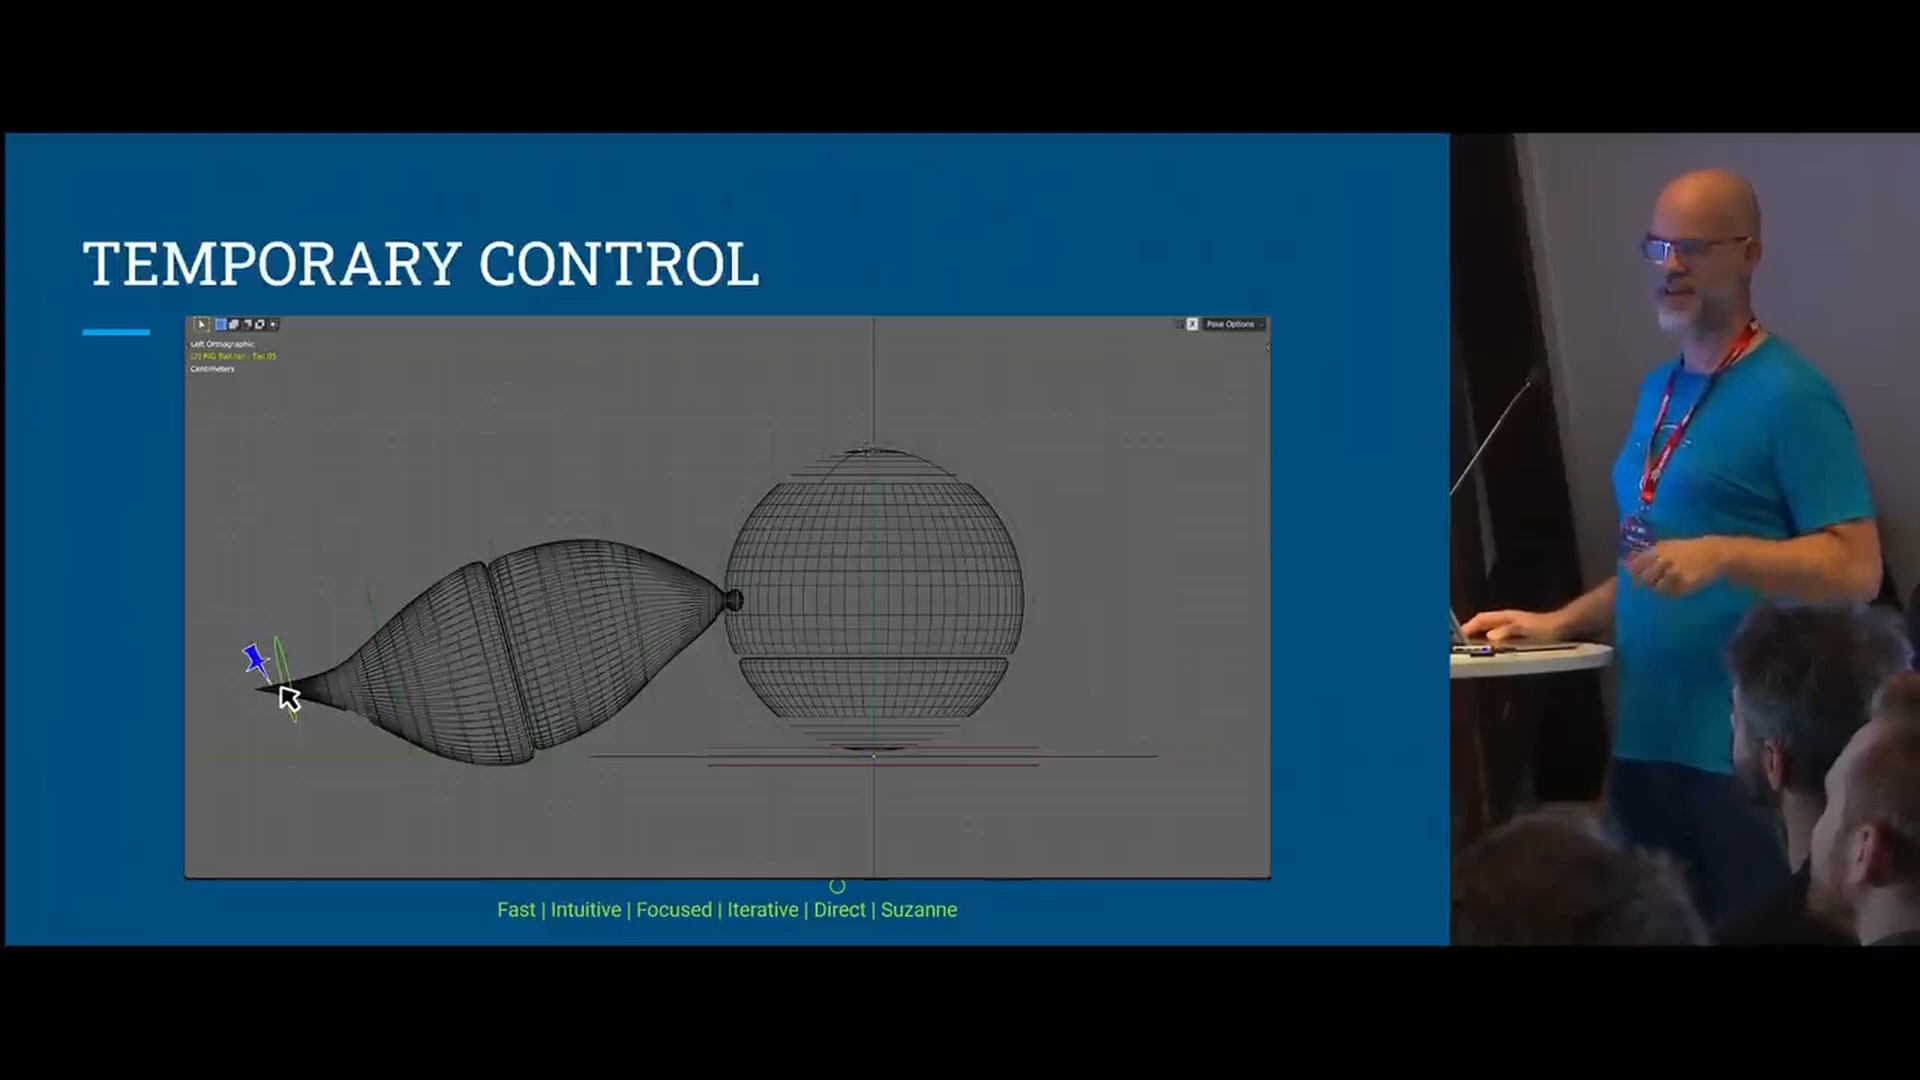 TEMPORARY CONTROL
Pose Options
Left Orthographic
Centimeters
Fast | Intuitive | Focused | Iterative | Direct | Suzanne